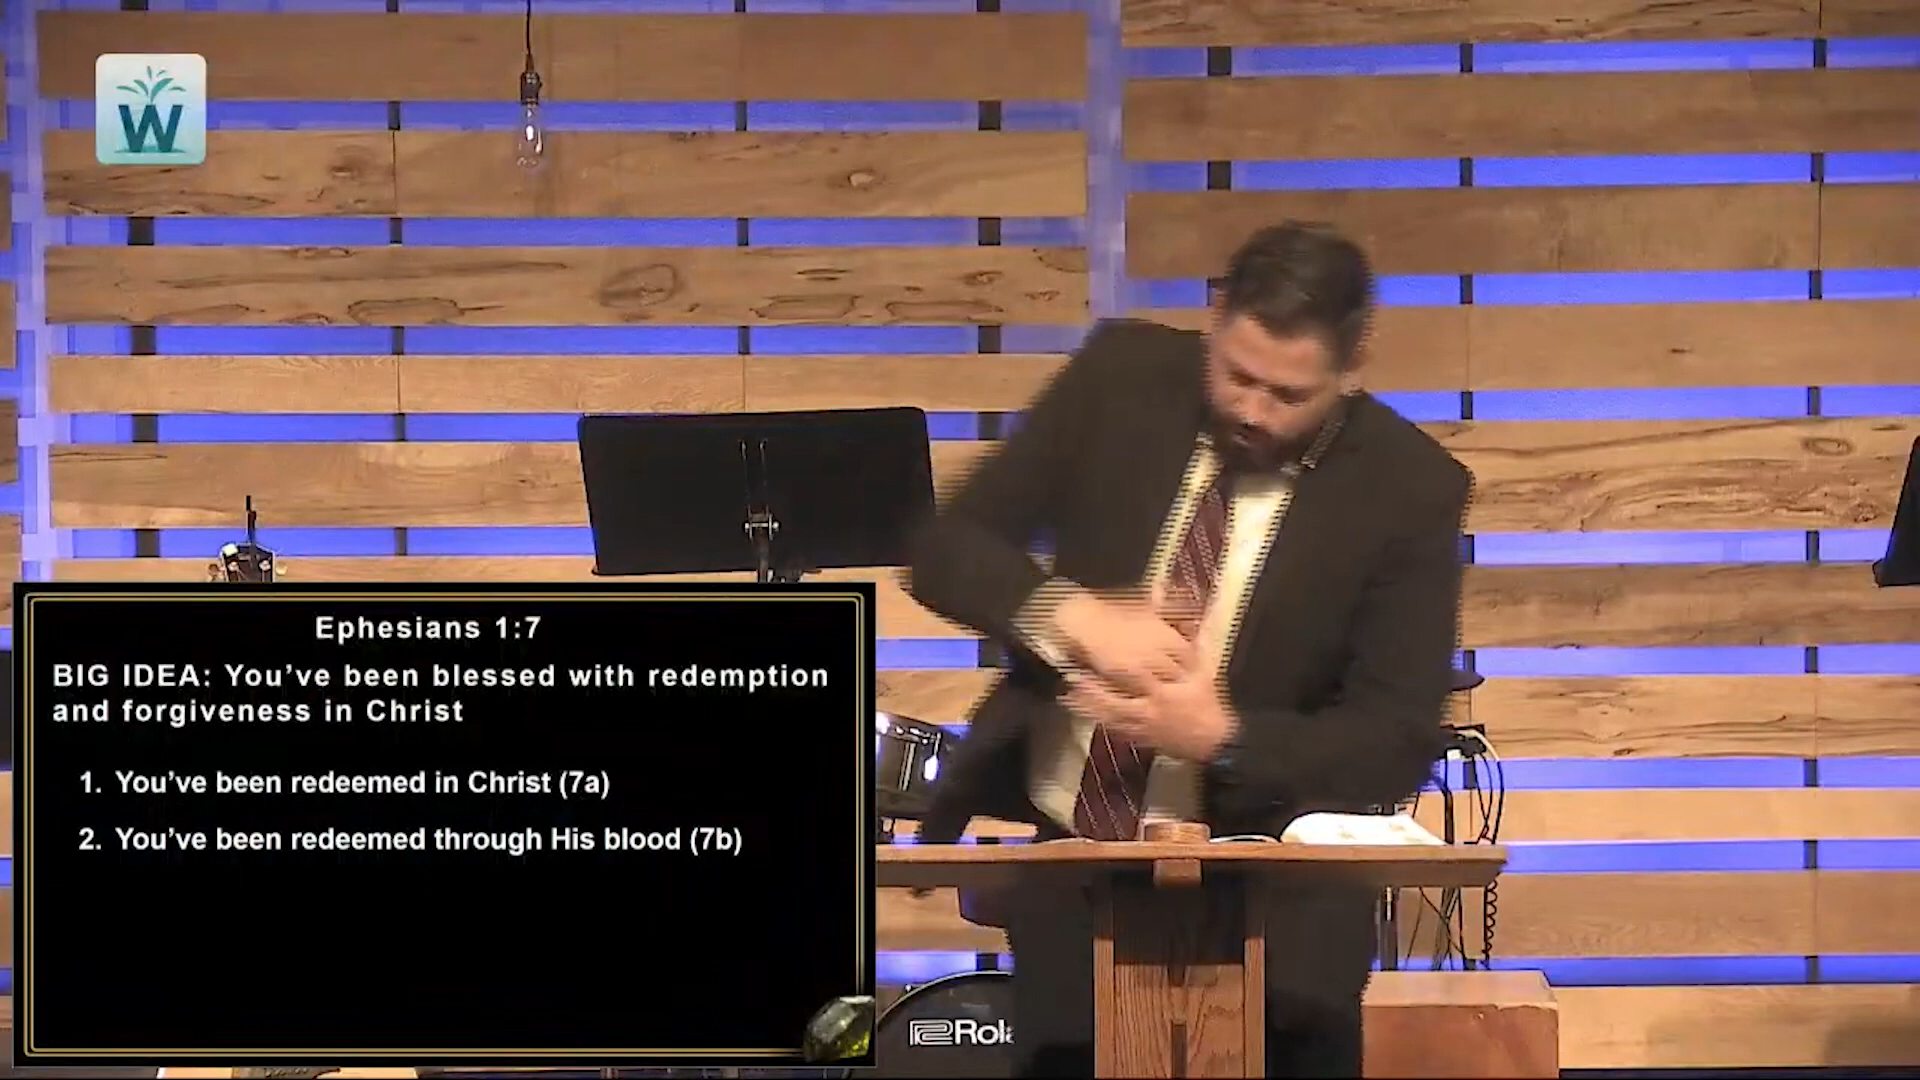 W
Ephesians 1:7
BIG IDEA: You’ve been blessed with redemption
and forgiveness in Christ
1. You’ve been redeemed in Christ (7a)
2. You’ve been redeemed through His blood (7b)
Rol